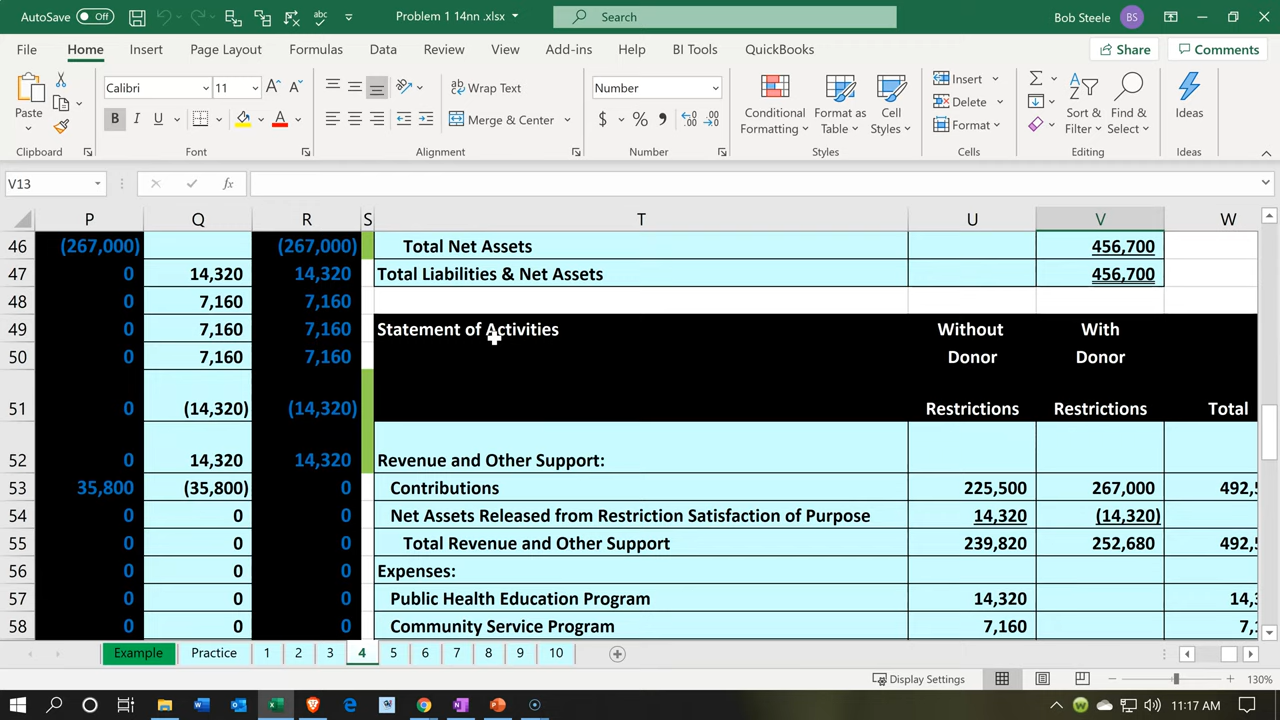 AutoSave Off Problem 1 14nn .xlsx Search Bob Steele BS
File Home Insert Page Layout Formulas Data Review View Add-ins Help BI Tools QuickBooks Share Comments
Calibri 11 Wrap Text Number Insert
Paste B I U Merge & Center $ % Conditional Formatting Format as Table Cell Styles Delete Format Sort & Filter Find & Select Ideas
Clipboard Font Alignment Number Styles Cells Editing Ideas
V13 fx
P Q R S T U V W
46 (267,000) (267,000) Total Net Assets 456,700
47 0 14,320 14,320 Total Liabilities & Net Assets 456,700
48 0 7,160 7,160
49 0 7,160 7,160 Statement of Activities Without With
50 0 7,160 7,160 Donor Donor
51 0 (14,320) (14,320) Restrictions Restrictions Total
52 0 14,320 14,320 Revenue and Other Support:
53 35,800 (35,800) 0 Contributions 225,500 267,000 492,5
54 0 0 0 Net Assets Released from Restriction Satisfaction of Purpose 14,320 (14,320)
55 0 0 0 Total Revenue and Other Support 239,820 252,680 492,5
56 0 0 0 Expenses:
57 0 0 0 Public Health Education Program 14,320 14,3
58 0 0 0 Community Service Program 7,160 7,1
Example Practice 1 2 3 4 5 6 7 8 9 10
Display Settings 130%
11:17 AM